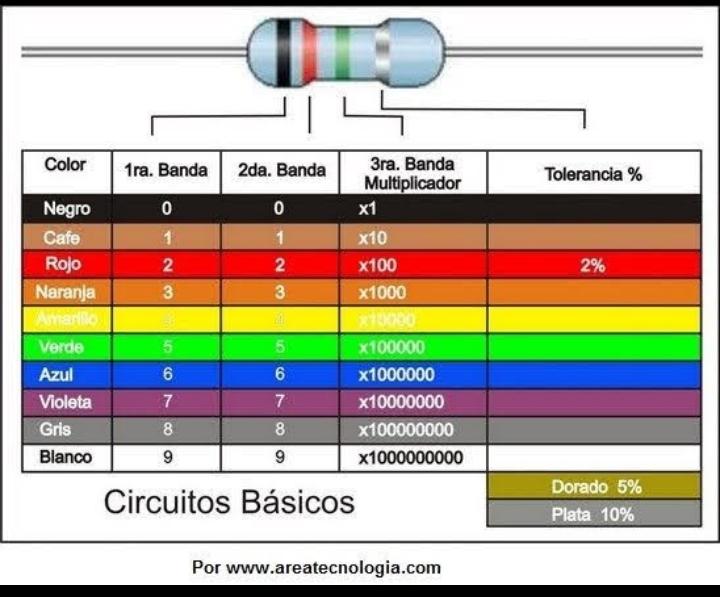 Color 1ra. Banda 2da. Banda 3ra. Banda Multiplicador Tolerancia %
Negro 0 0 x1
Cafe 1 1 x10
Rojo 2 2 x100 2%
Naranja 3 3 x1000
Amarillo 4 4 x10000
Verde 5 5 x100000
Azul 6 6 x1000000
Violeta 7 7 x10000000
Gris 8 8 x100000000
Blanco 9 9 x1000000000
Dorado 5%
Plata 10%
Circuitos Básicos
Por www.areatecnologia.com